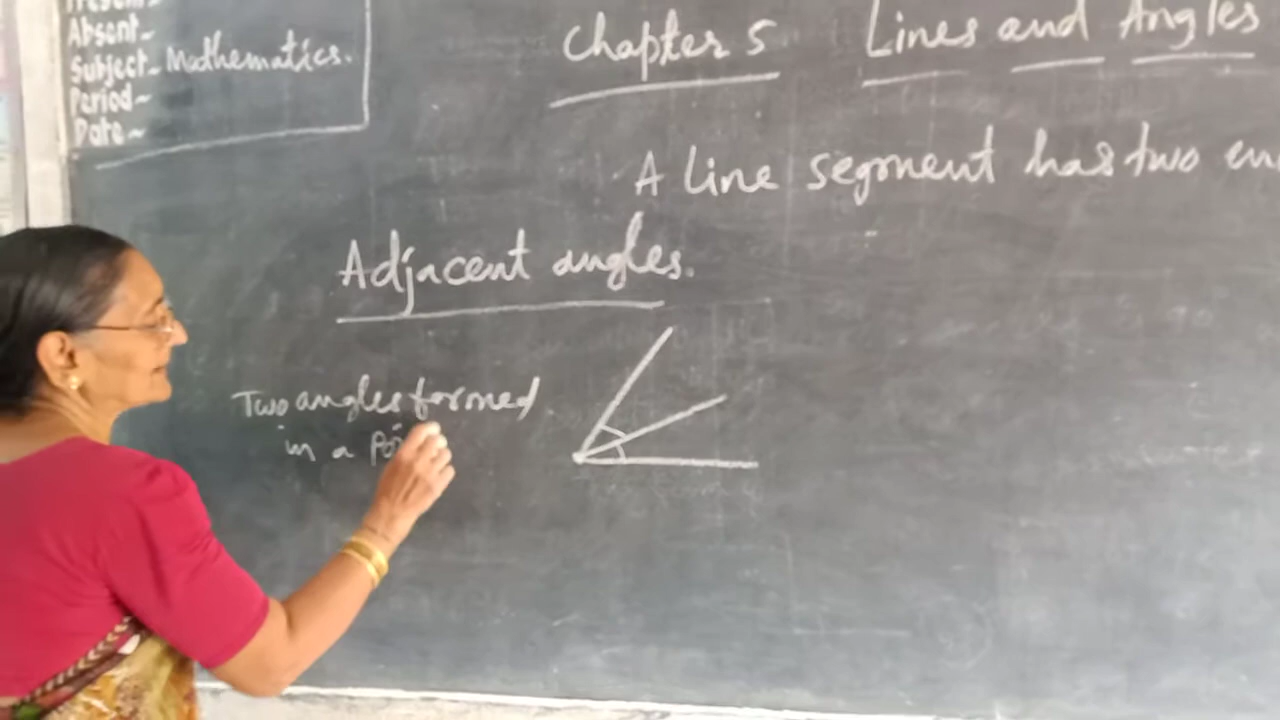 Present~
Absent~
Subject~ Mathematics.
Period~
Date~
Chapter 5 Lines and Angles
A Line segment has two
Adjacent angles.
Two angles formed
in a